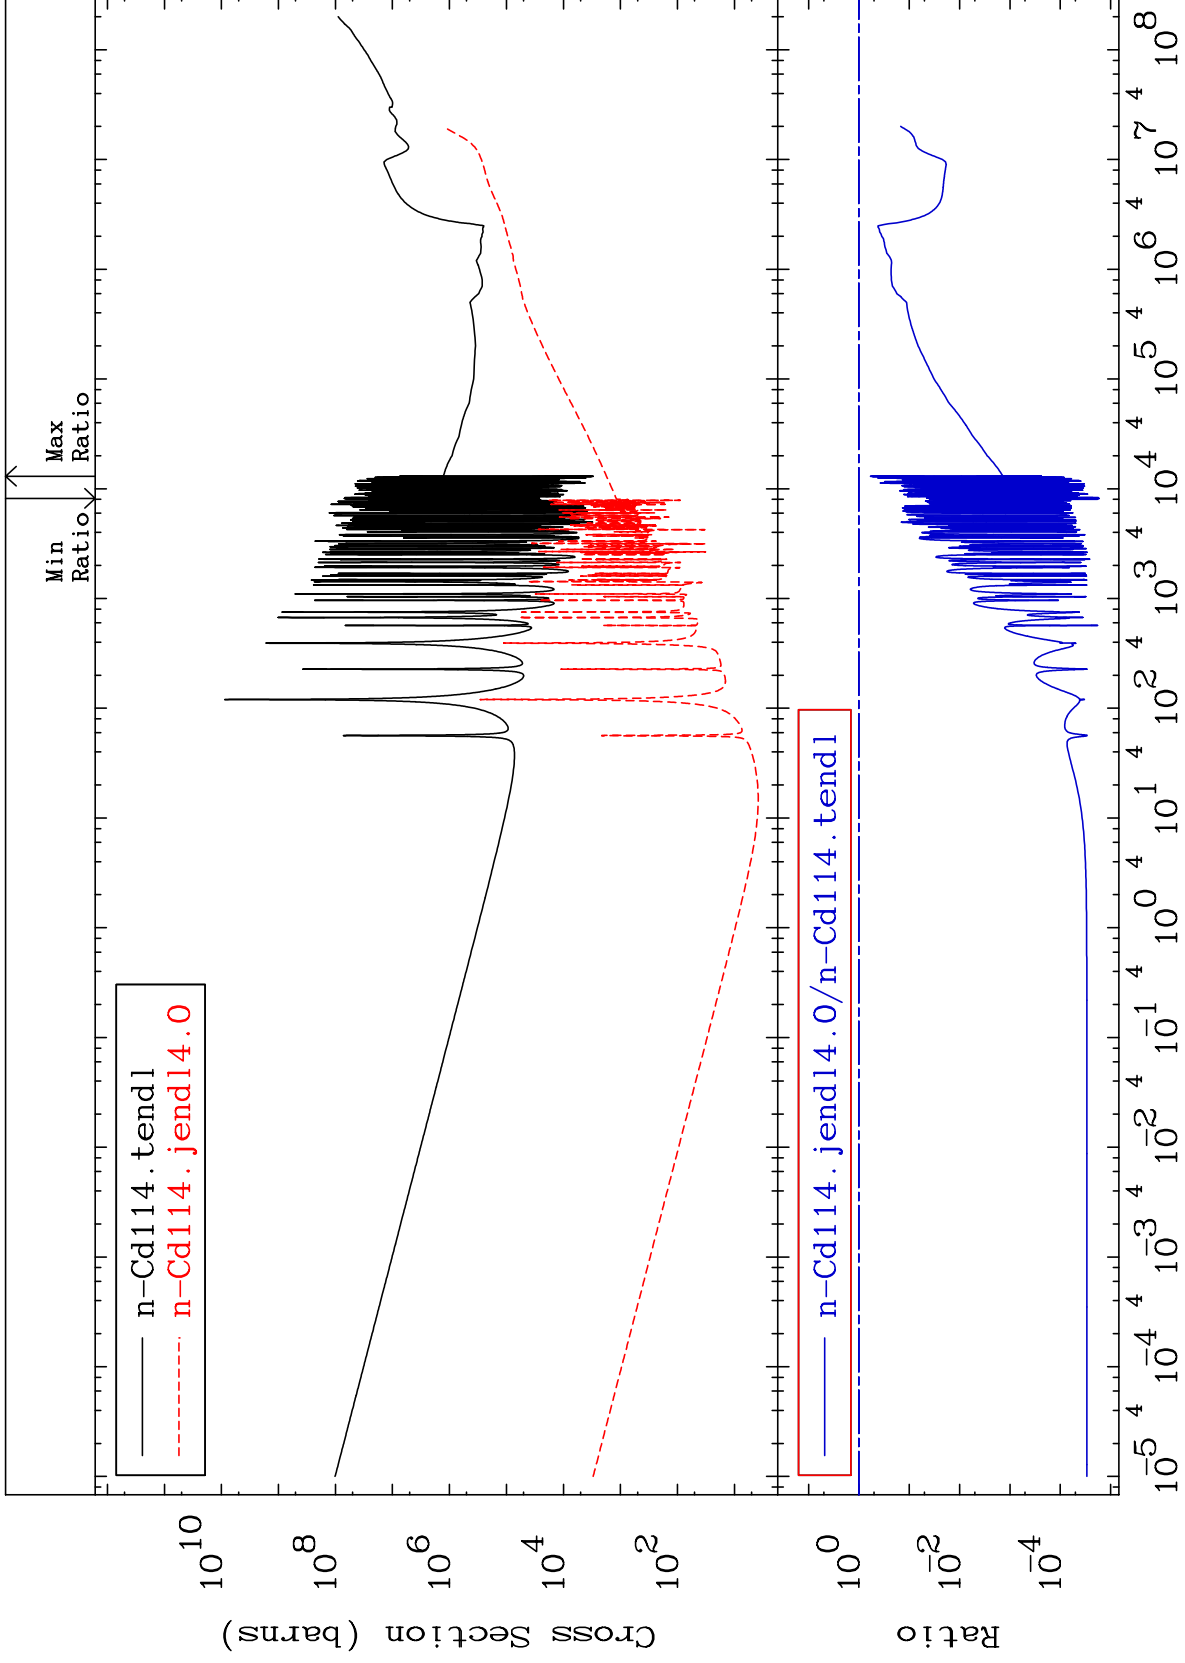 Min
Ratio
Max
Ratio
n-Cd114.tendl
n-Cd114.jendl4.0
Cross Section (barns)
10^10
10^8
10^6
10^4
10^2
n-Cd114.jendl4.0/n-Cd114.tendl
Ratio
10^0
10^-2
10^-4
10^-5 4 10^-4 4 10^-3 4 10^-2 4 10^-1 4 10^0 4 10^1 4 10^2 4 10^3 4 10^4 4 10^5 4 10^6 4 10^7 4 10^8